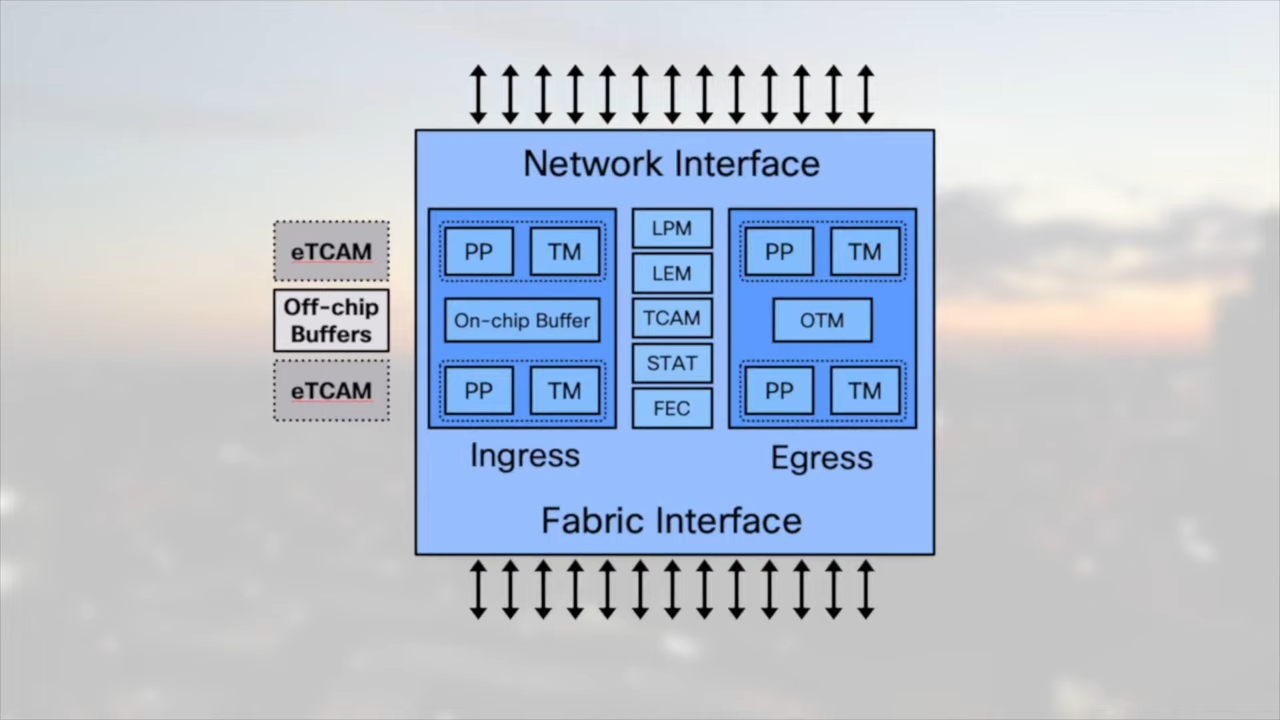 Network Interface
eTCAM
Off-chip
Buffers
eTCAM
PP
TM
On-chip Buffer
PP
TM
Ingress
LPM
LEM
TCAM
STAT
FEC
PP
TM
OTM
PP
TM
Egress
Fabric Interface